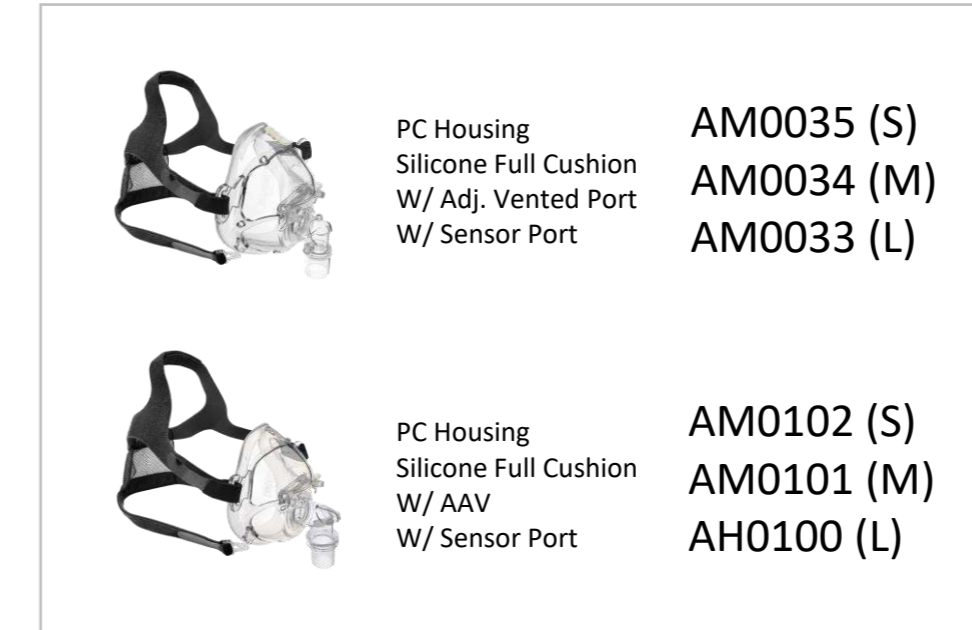 PC Housing
Silicone Full Cushion
W/ Adj. Vented Port
W/ Sensor Port
AM0035 (S)
AM0034 (M)
AM0033 (L)
PC Housing
Silicone Full Cushion
W/ AAV
W/ Sensor Port
AM0102 (S)
AM0101 (M)
AH0100 (L)